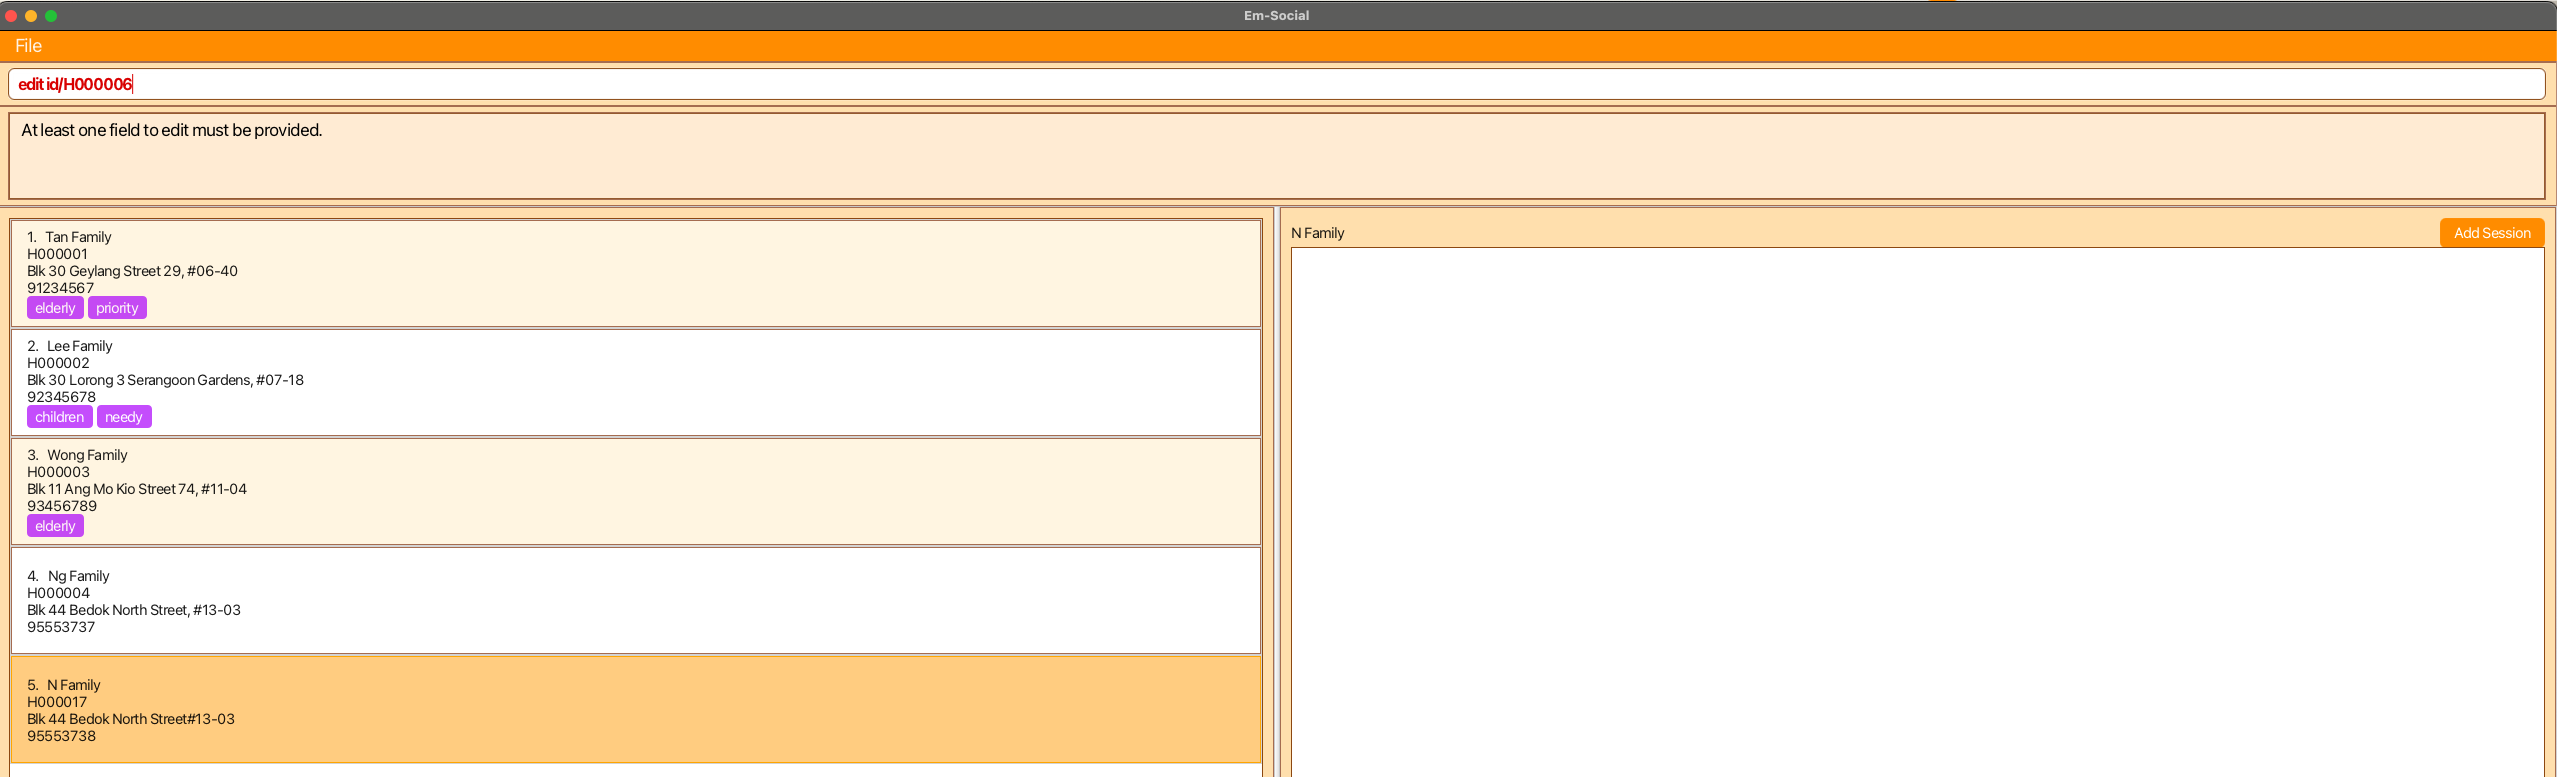 Em-Social
File
edit id/H000006
At least one field to edit must be provided.
1. Tan Family
H000001
Blk 30 Geylang Street 29, #06-40
91234567
elderly priority
2. Lee Family
H000002
Blk 30 Lorong 3 Serangoon Gardens, #07-18
92345678
children needy
3. Wong Family
H000003
Blk 11 Ang Mo Kio Street 74, #11-04
93456789
elderly
4. Ng Family
H000004
Blk 44 Bedok North Street, #13-03
95553737
5. N Family
H000017
Blk 44 Bedok North Street#13-03
95553738
N Family
Add Session